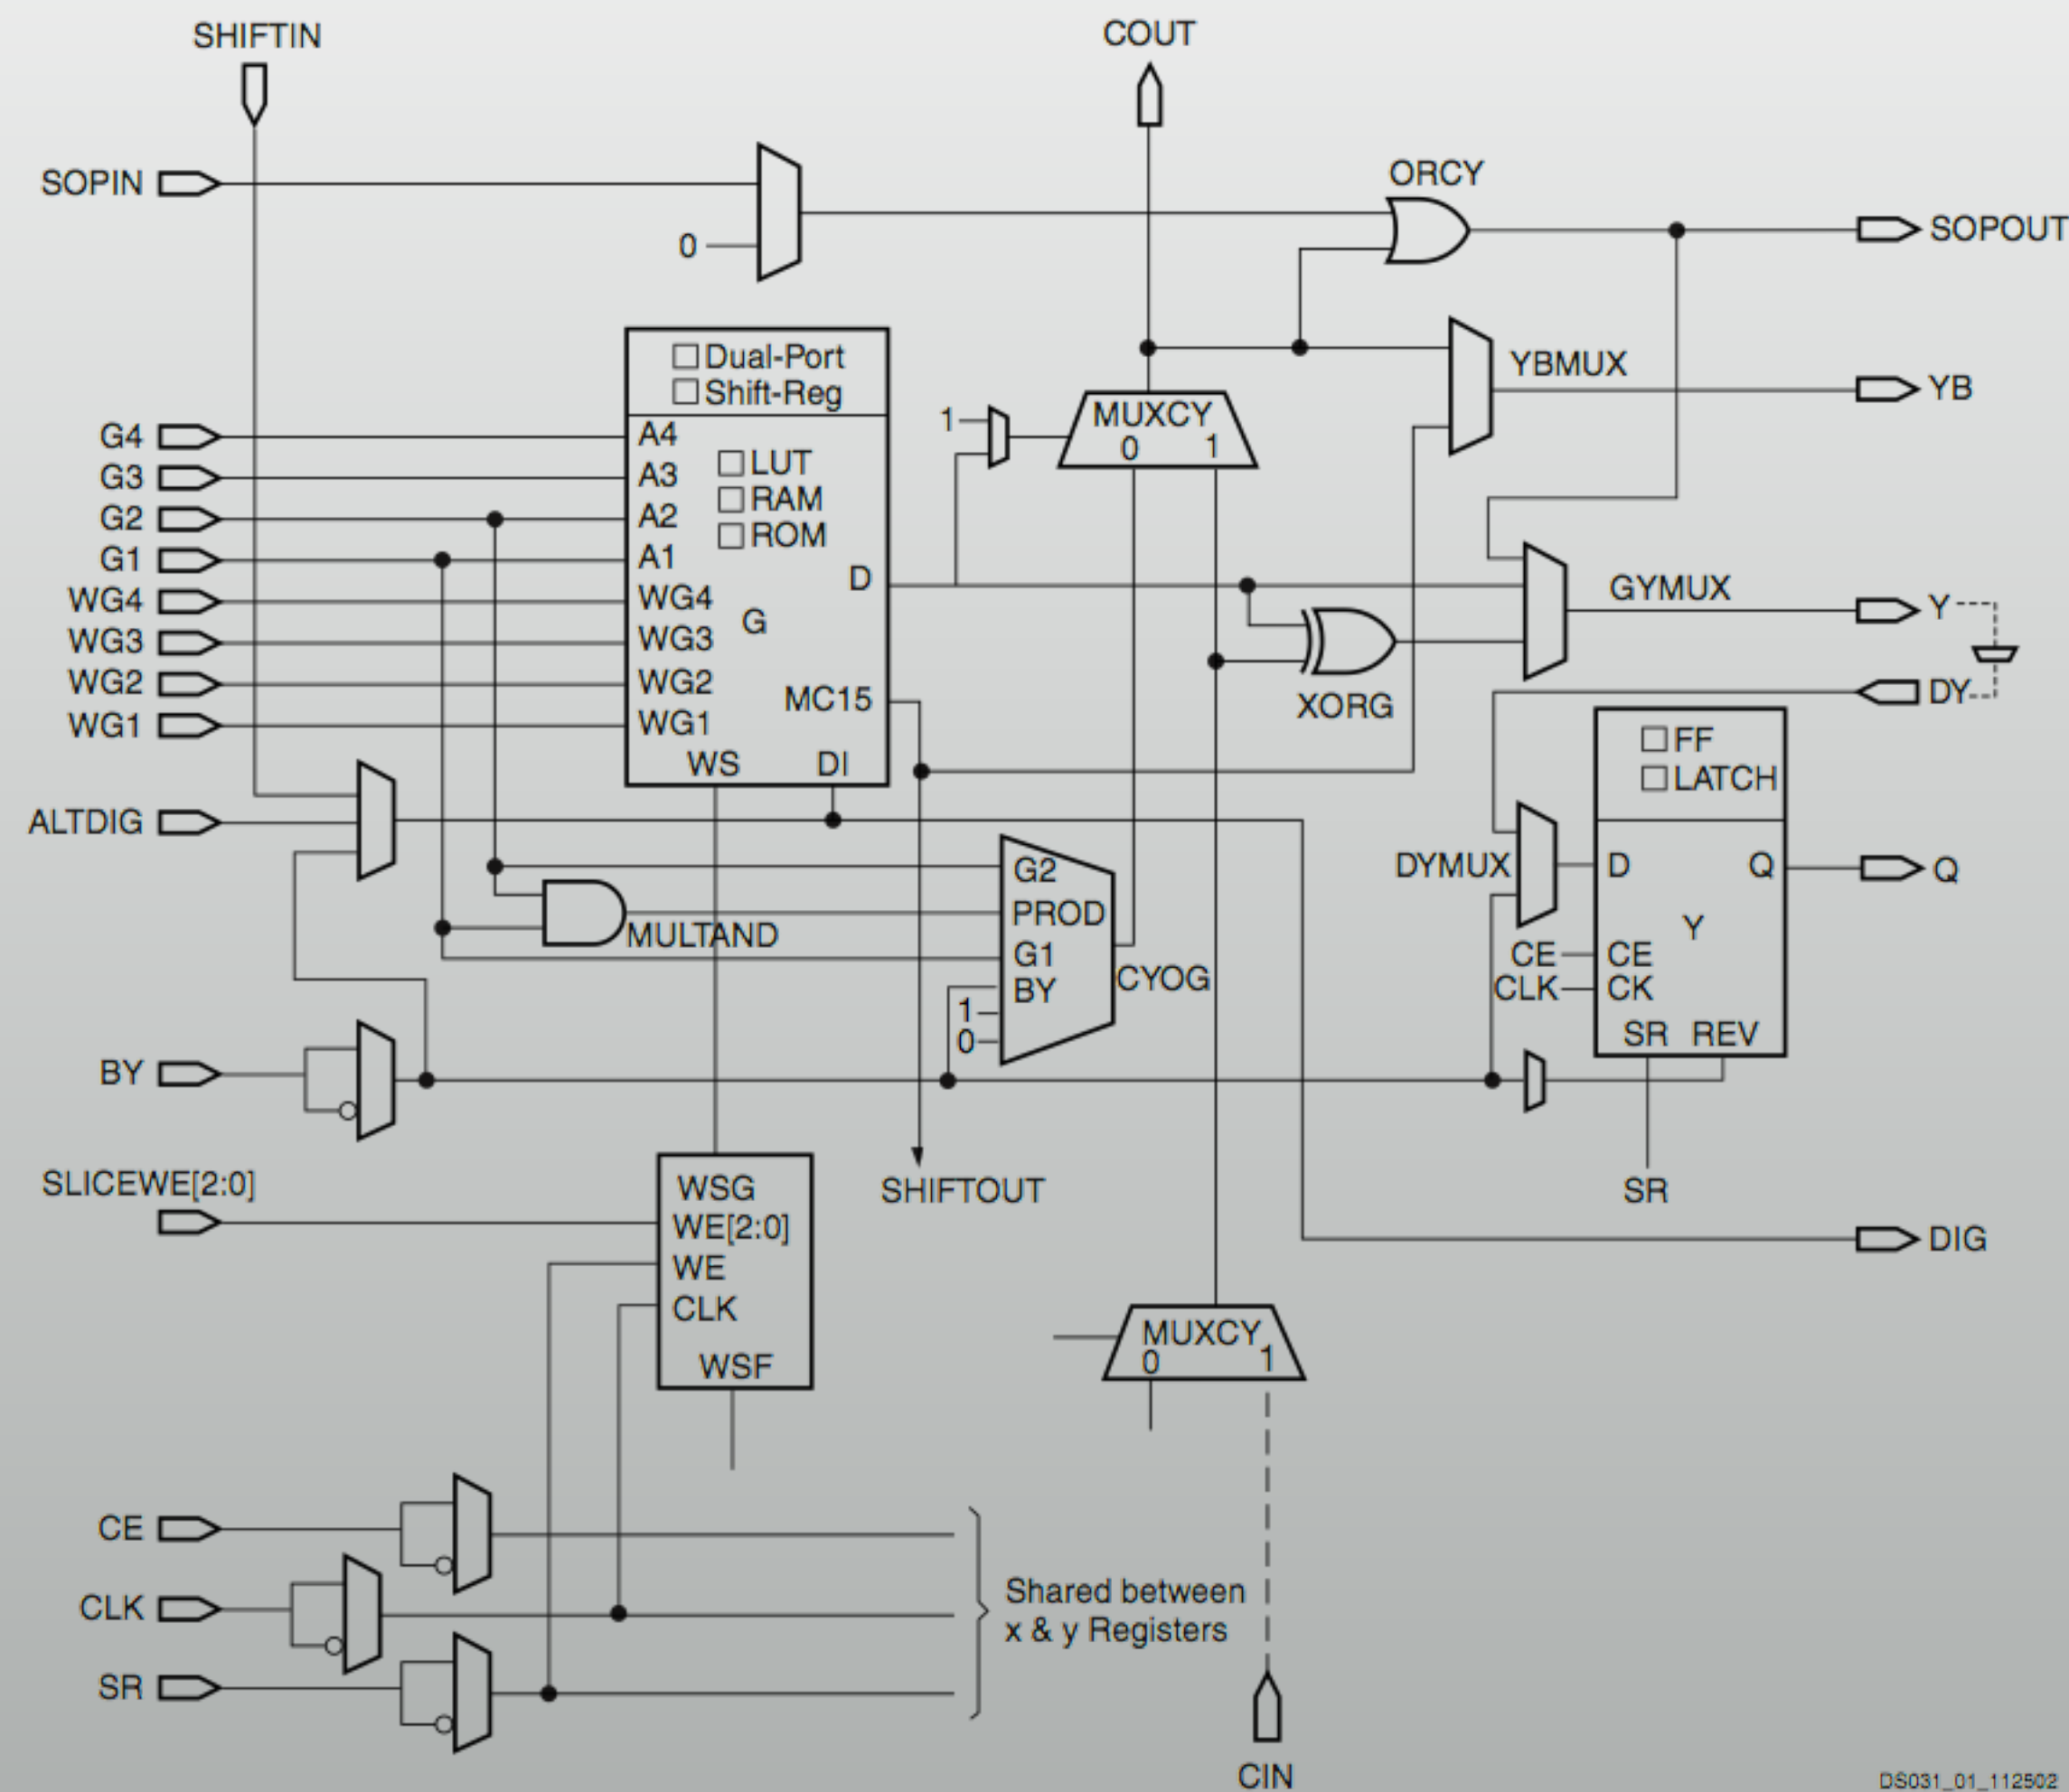 SHIFTIN
COUT
SOPIN
0
ORCY
SOPOUT
Dual-Port
Shift-Reg
YBMUX
YB
1
MUXCY
0 1
G4
G3
G2
G1
WG4
WG3
WG2
WG1
A4
A3
A2
A1
WG4
WG3
WG2
WG1
LUT
RAM
ROM
D
G
MC15
WS DI
GYMUX
Y
XORG
DY
FF
LATCH
ALTDIG
G2
PROD
G1
BY
1
0
CYOG
MULTAND
DYMUX
D
Q
Q
Y
CE
CE
CLK
CK
SR REV
BY
SLICEWE[2:0]
WSG
WE[2:0]
WE
CLK
WSF
SHIFTOUT
SR
DIG
MUXCY
0 1
CE
CLK
SR
Shared between
x & y Registers
CIN
DS031_01_112502